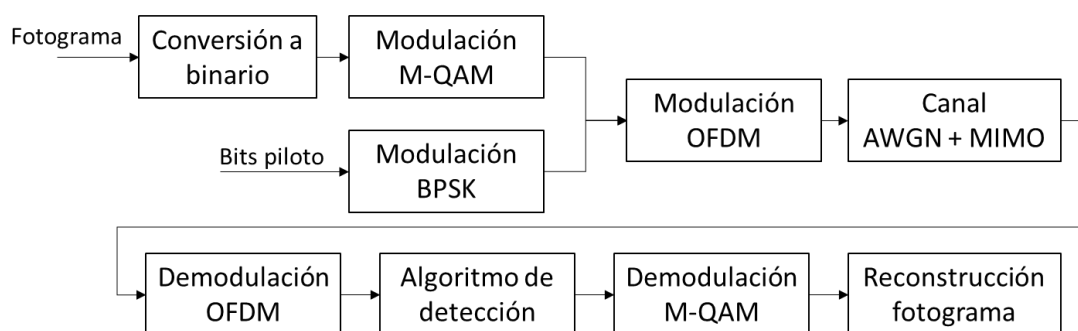 Fotograma
Conversión a
binario
Modulación
M-QAM
Bits piloto
Modulación
BPSK
Modulación
OFDM
Canal
AWGN + MIMO
Demodulación
OFDM
Algoritmo de
detección
Demodulación
M-QAM
Reconstrucción
fotograma